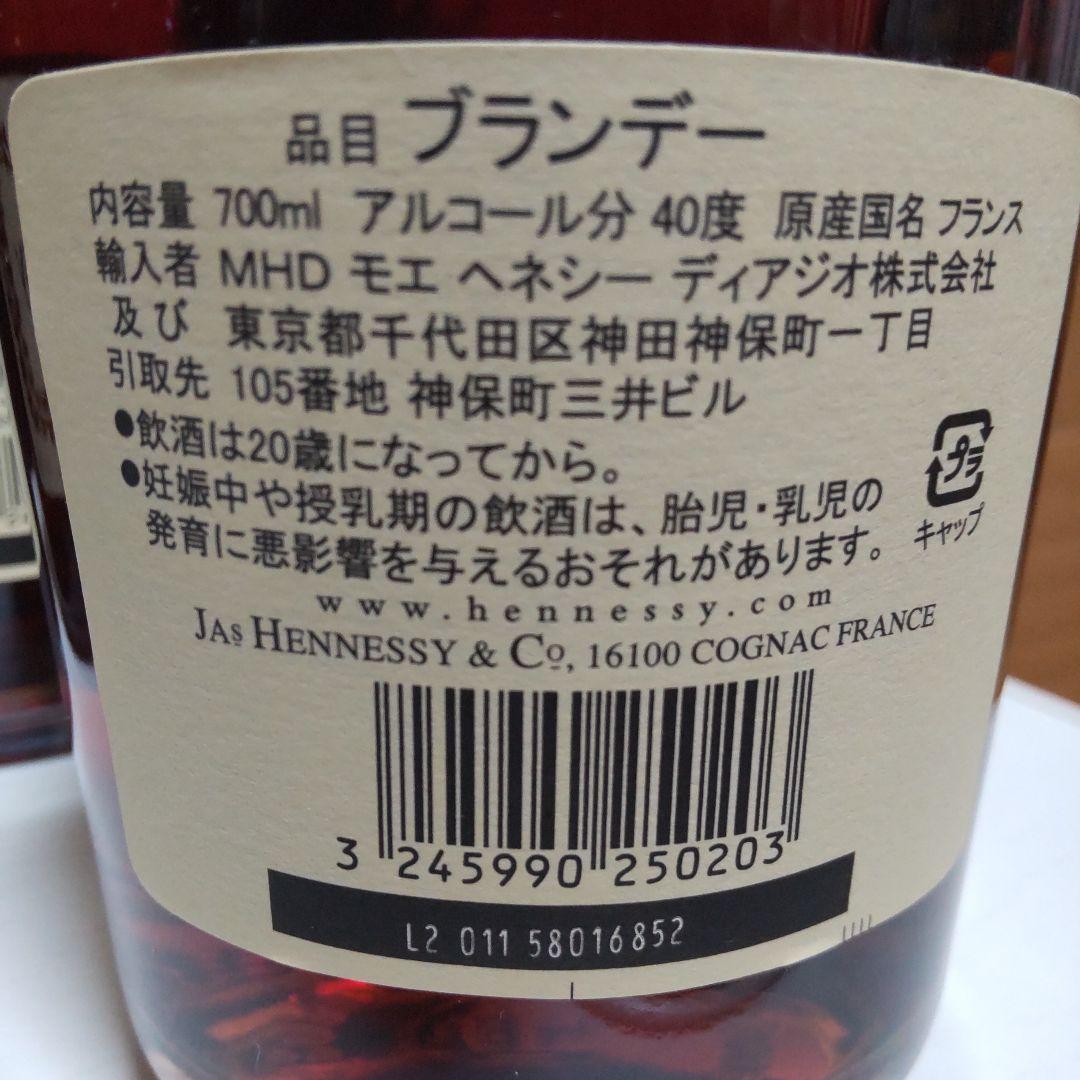 品目 ブランデー
内容量 700ml アルコール分 40度 原産国名 フランス
輸入者 MHD モエ ヘネシー ディアジオ株式会社
及び 東京都千代田区神田神保町一丁目
引取先 105番地 神保町三井ビル
●飲酒は20歳になってから。
●妊娠中や授乳期の飲酒は、胎児・乳児の
発育に悪影響を与えるおそれがあります。
プラ
キャップ
www.hennessy.com
JAS HENNESSY & Cº, 16100 COGNAC FRANCE
3 245990 250203
L2 011 58016852